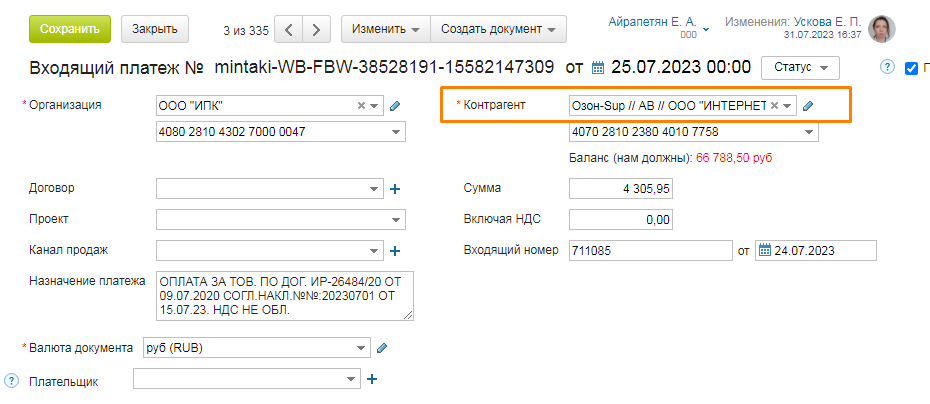 Сохранить Закрыть 3 из 335 Изменить Создать документ Айрапетян Е. А. Изменения: Ускова Е. П.
ООО 31.07.2023 16:37
Входящий платеж № mintaki-WB-FBW-38528191-15582147309 от 25.07.2023 00:00 Статус ? П
* Организация ООО "ИПК" * Контрагент Озон-Sup // АВ // ООО "ИНТЕРНЕТ
4080 2810 4302 7000 0047 4070 2810 2380 4010 7758
Баланс (нам должны): 66 788,50 руб
Договор Сумма 4 305,95
Проект Включая НДС 0,00
Канал продаж Входящий номер 711085 от 24.07.2023
Назначение платежа ОПЛАТА ЗА ТОВ. ПО ДОГ. ИР-26484/20 ОТ
09.07.2020 СОГЛ.НАКЛ.№№:20230701 ОТ
15.07.23. НДС НЕ ОБЛ.
* Валюта документа руб (RUB)
? Плательщик